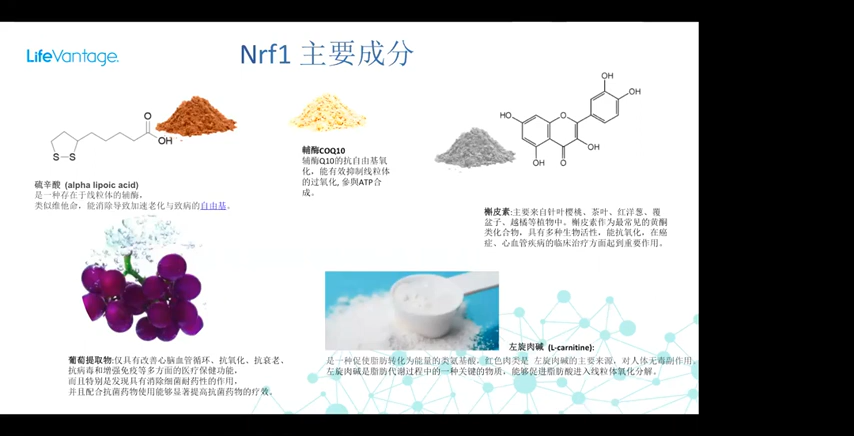 LifeVantage.
Nrf1 主要成分
O
OH
S S
硫辛酸 (alpha lipoic acid)
是一种存在于线粒体的辅酶,
类似维他命，能消除导致加速老化与致病的自由基。
輔酶COQ10
辅酶Q10的抗自由基氧
化，能有效抑制线粒体
的过氧化, 參與ATP合
成。
OH
OH
HO
O
OH
OH
O
槲皮素:主要来自针叶樱桃、茶叶、红洋葱、覆
盆子、越橘等植物中。槲皮素作为最常见的黄酮
类化合物，具有多种生物活性，能抗氧化，在癌
症、心血管疾病的临床治疗方面起到重要作用。
葡萄提取物:仅具有改善心脑血管循环、抗氧化、抗衰老、
抗病毒和增强免疫等多方面的医疗保健功能，
而且特别是发现具有消除细菌耐药性的作用，
并且配合抗菌药物使用能够显著提高抗菌药物的疗效。
左旋肉碱 (L-carnitine):
是一种促使脂肪转化为能量的类氨基酸，红色肉类是 左旋肉碱的主要来源，对人体无毒副作用。
左旋肉碱是脂肪代谢过程中的一种关键的物质，能够促进脂肪酸进入线粒体氧化分解。